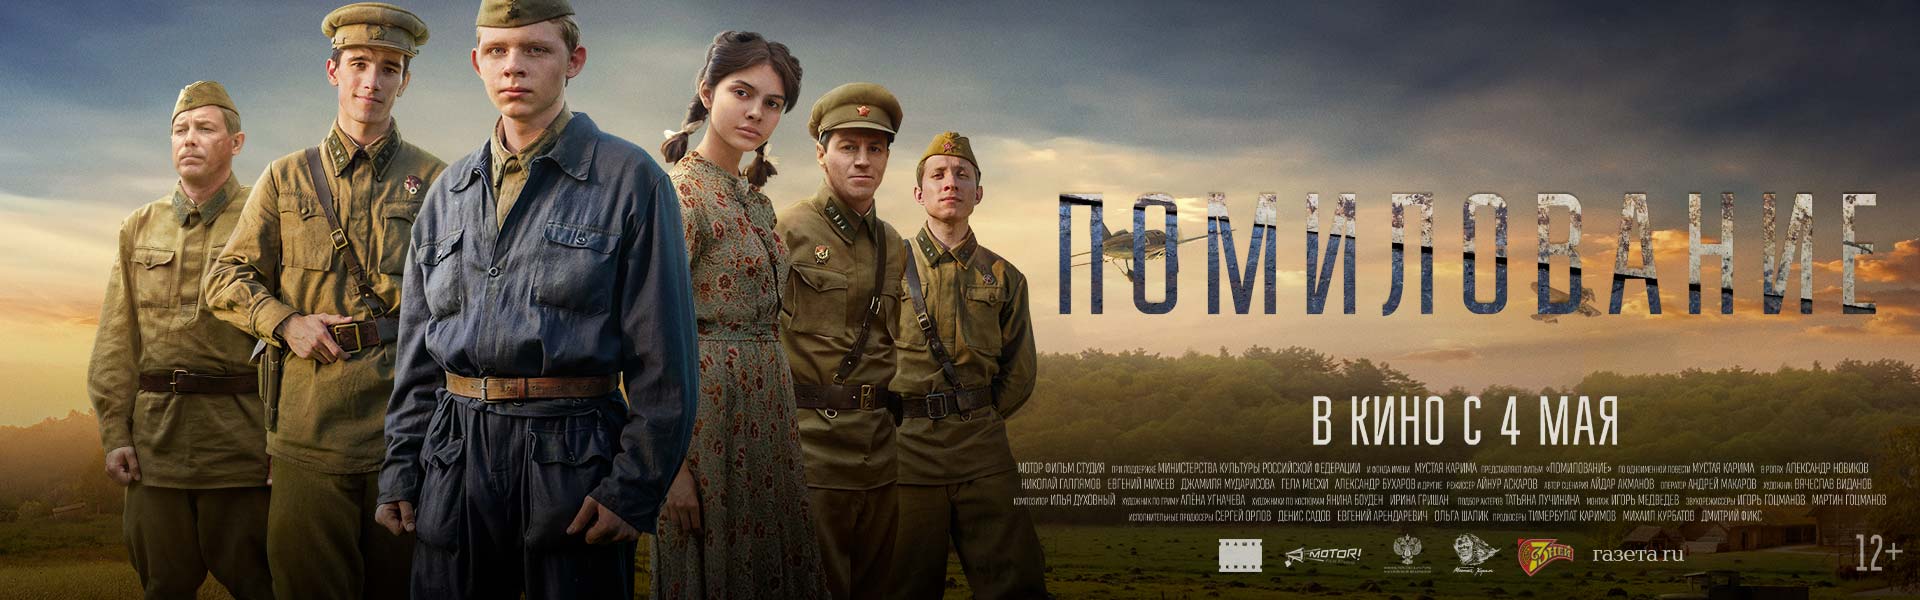 ПОМИЛОВАНИЕ
В КИНО С 4 МАЯ
МОТОР ФИЛЬМ СТУДИЯ ПРИ ПОДДЕРЖКЕ МИНИСТЕРСТВА КУЛЬТУРЫ РОССИЙСКОЙ ФЕДЕРАЦИИ И ФОНДА ИМЕНИ МУСТАЯ КАРИМА ПРЕДСТАВЛЯЮТ ФИЛЬМ «ПОМИЛОВАНИЕ» ПО ОДНОИМЕННОЙ ПОВЕСТИ МУСТАЯ КАРИМА В РОЛЯХ АЛЕКСАНДР НОВИКОВ
НИКОЛАЙ ГАЛЛЯМОВ ЕВГЕНИЙ МИХЕЕВ ДЖАМИЛЯ МУДАРИСОВА ГЕЛА МЕСХИ АЛЕКСАНДР БУХАРОВ И ДРУГИЕ РЕЖИССЕР АЙНУР АСКАРОВ АВТОР СЦЕНАРИЯ АЙДАР АКМАНОВ ОПЕРАТОР АНДРЕЙ МАКАРОВ ХУДОЖНИК ВЯЧЕСЛАВ ВИДАНОВ
КОМПОЗИТОР ИЛЬЯ ДУХОВНЫЙ ХУДОЖНИК ПО ГРИМУ АЛЁНА УГНАЧЕВА ХУДОЖНИКИ ПО КОСТЮМАМ ЯНИНА БОУДЕН ИРИНА ГРИШАН ПОДБОР АКТЕРОВ ТАТЬЯНА ПУЧИНИНА МОНТАЖ ИГОРЬ МЕДВЕДЕВ ЗВУКОРЕЖИССЕРЫ ИГОРЬ ГОЦМАНОВ МАРТИН ГОЦМАНОВ
ИСПОЛНИТЕЛЬНЫЕ ПРОДЮСЕРЫ СЕРГЕЙ ОРЛОВ ДЕНИС САДОВ ЕВГЕНИЙ АРЕНДАРЕВИЧ ОЛЬГА ШАЛИК ПРОДЮСЕРЫ ТИМЕРБУЛАТ КАРИМОВ МИХАИЛ КУРБАТОВ ДМИТРИЙ ФИКС
НАШЕ КИНО
MOTOR!
7 ДНЕЙ
газета.ru
12+